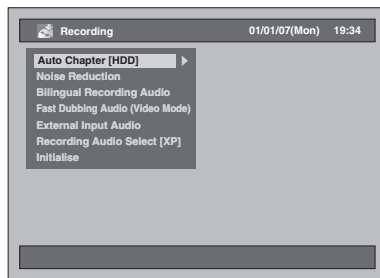 Recording 01/01/07(Mon) 19:34
Auto Chapter [HDD]
Noise Reduction
Bilingual Recording Audio
Fast Dubbing Audio (Video Mode)
External Input Audio
Recording Audio Select [XP]
Initialise